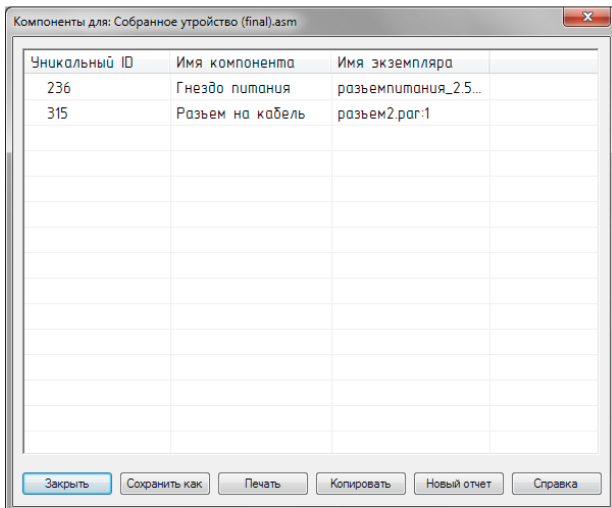 Компоненты для: Собранное утройство (final).asm
Уникальный ID Имя компонента Имя экземпляра
236 Гнездо питания разъемпитания_2.5...
315 Разъем на кабель разъем2.par:1
Закрыть Сохранить как Печать Копировать Новый отчет Справка